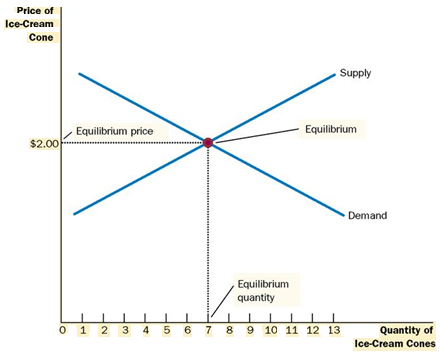 Price of
Ice-Cream
Cone
Supply
Equilibrium price
Equilibrium
$2.00
Demand
Equilibrium
quantity
0 1 2 3 4 5 6 7 8 9 10 11 12 13
Quantity of
Ice-Cream Cones